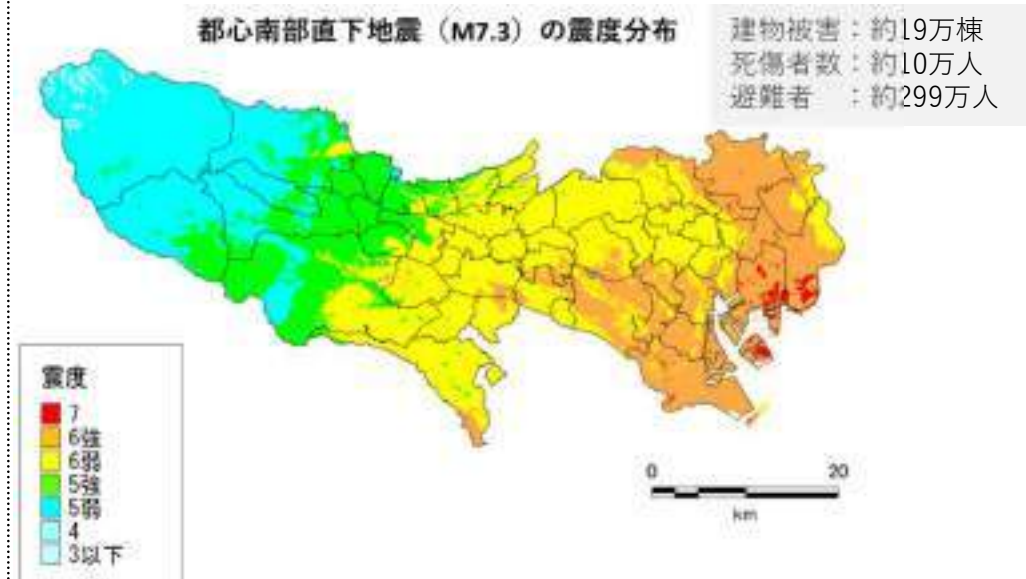 都心南部直下地震（M7.3）の震度分布
建物被害：約19万棟
死傷者数：約10万人
避難者　：約299万人
震度
7
6強
6弱
5強
5弱
4
3以下
0 20
km